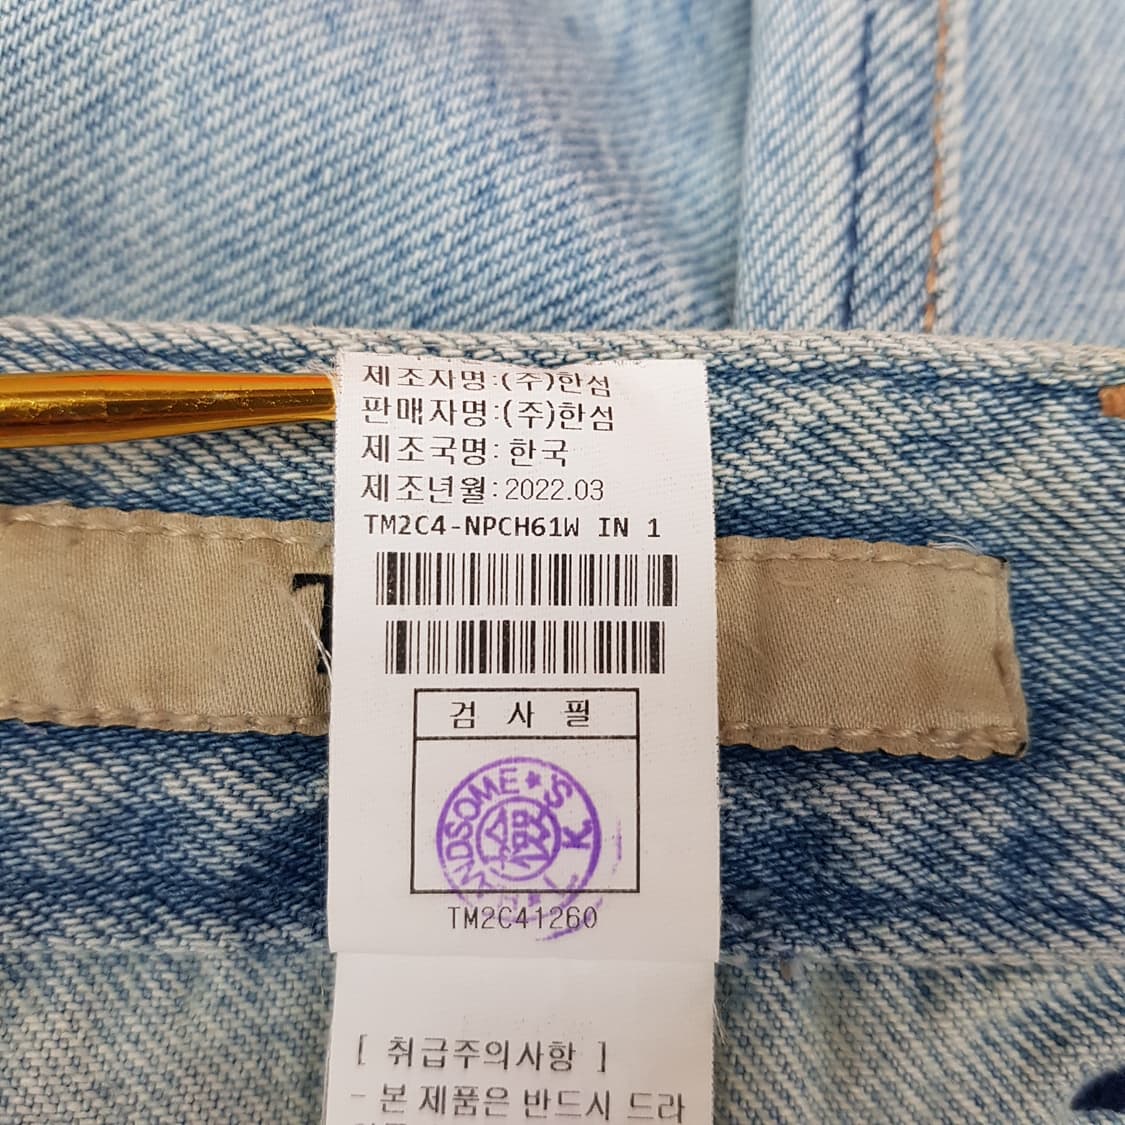 제조자명:(주)한섬
판매자명:(주)한섬
제조국명:한국
제조년월:2022.03
TM2C4-NPCH61W IN 1
검 사 필
HANDSOME * S. K.
TM2C41260
[ 취급주의사항 ]
- 본 제품은 반드시 드라